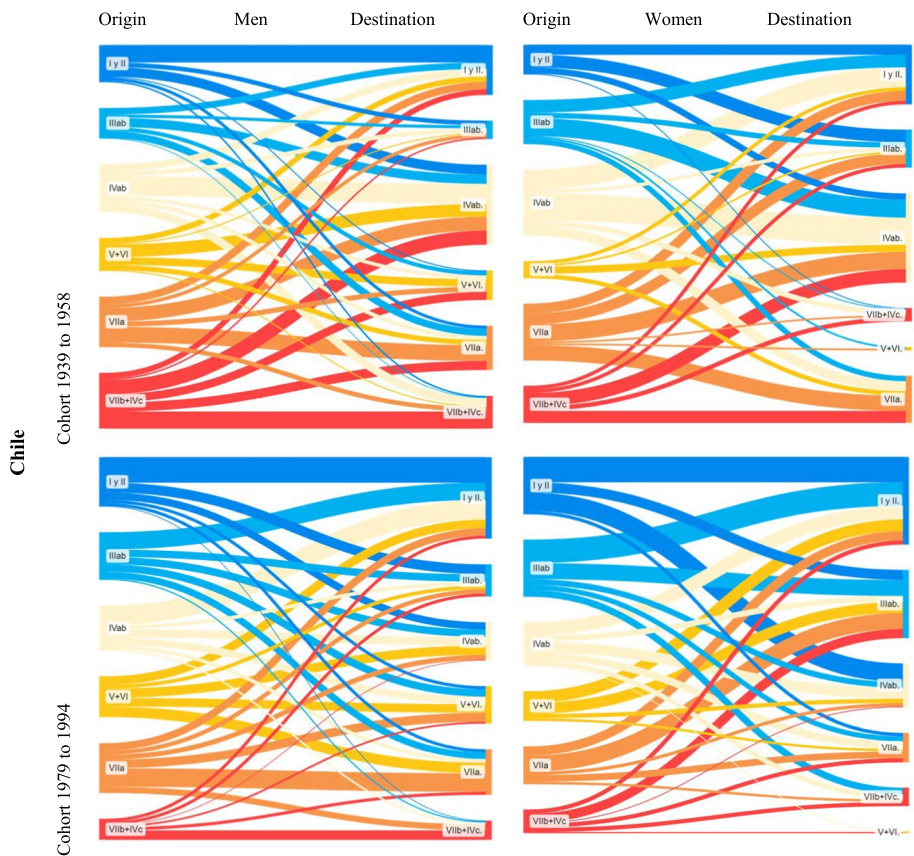 Origin Men Destination Origin Women Destination
Chile
Cohort 1939 to 1958
I y II
IIIab
IVab
V+VI
VIIa
VIIb+IVc
I y II.
IIIab.
IVab.
V+VI.
VIIa.
VIIb+IVc.
I y II
IIIab
IVab
V+VI
VIIa
VIIb+IVc
I y II.
IIIab.
IVab.
VIIb+IVc.
V+VI.
VIIa.
Cohort 1979 to 1994
I y II
IIIab
IVab
V+VI
VIIa
VIIb+IVc
I y II.
IIIab.
IVab.
V+VI.
VIIa.
VIIb+IVc.
I y II
IIIab
IVab
V+VI
VIIa
VIIb+IVc
I y II.
IIIab.
IVab.
VIIa.
VIIb+IVc.
V+VI.